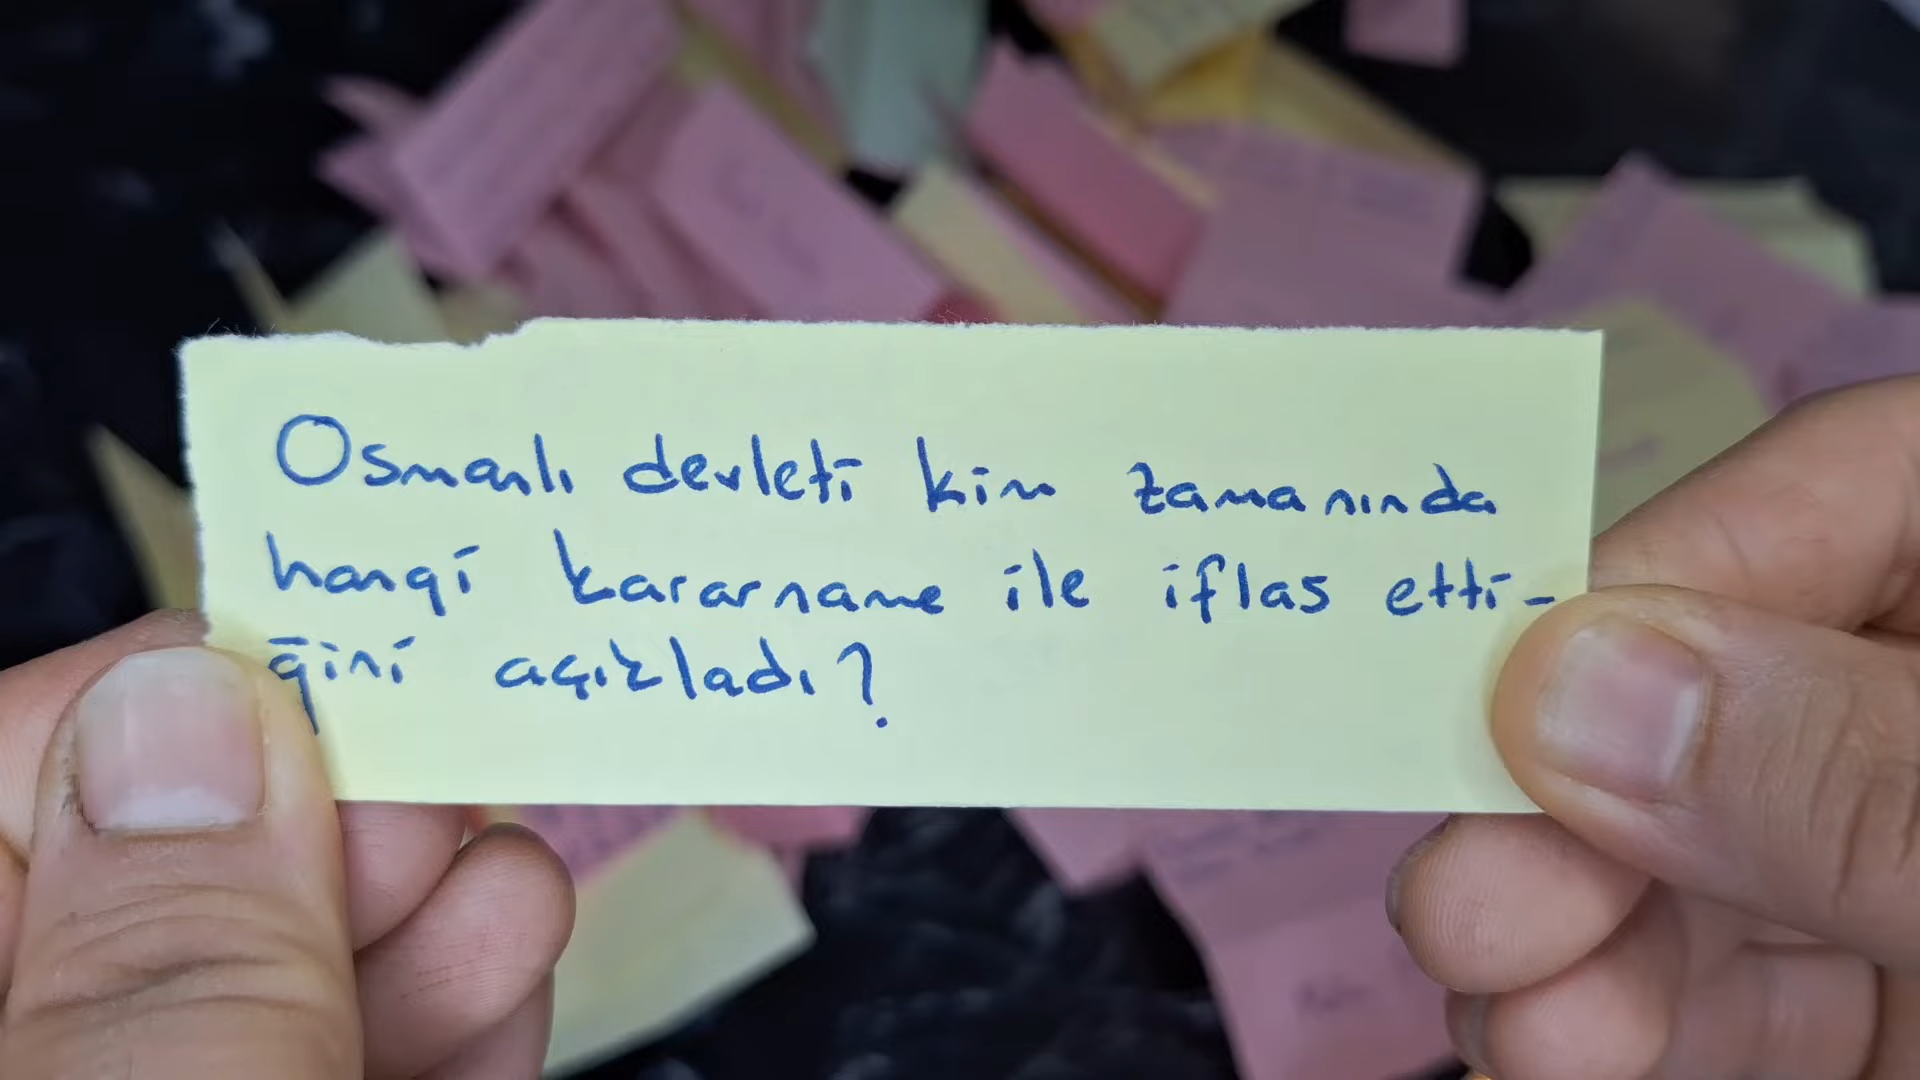 Osmanlı devleti kim zamanında
hangi kararname ile iflas etti-
ğini açıkladı?